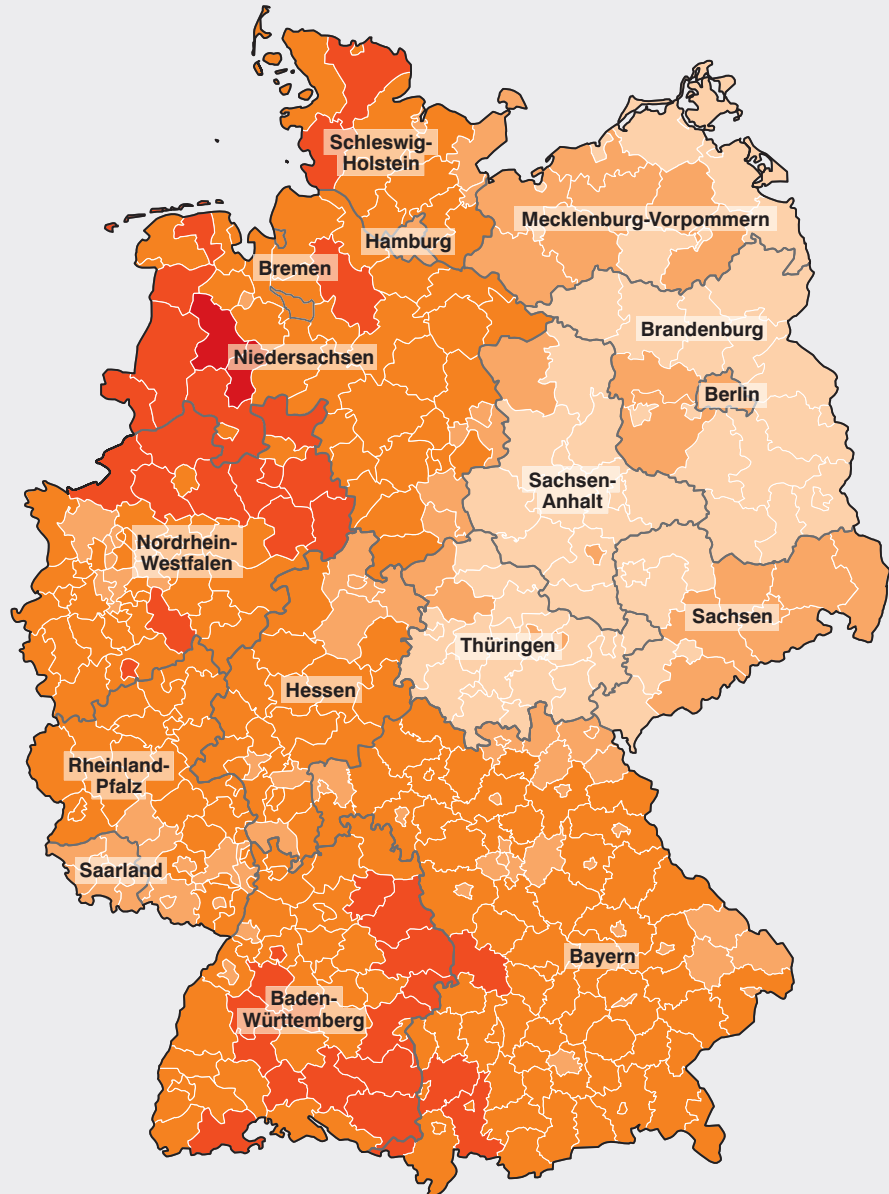 Schleswig-
Holstein
Mecklenburg-Vorpommern
Hamburg
Bremen
Brandenburg
Niedersachsen
Berlin
Sachsen-
Anhalt
Nordrhein-
Westfalen
Sachsen
Thüringen
Hessen
Rheinland-
Pfalz
Saarland
Bayern
Baden-
Württemberg